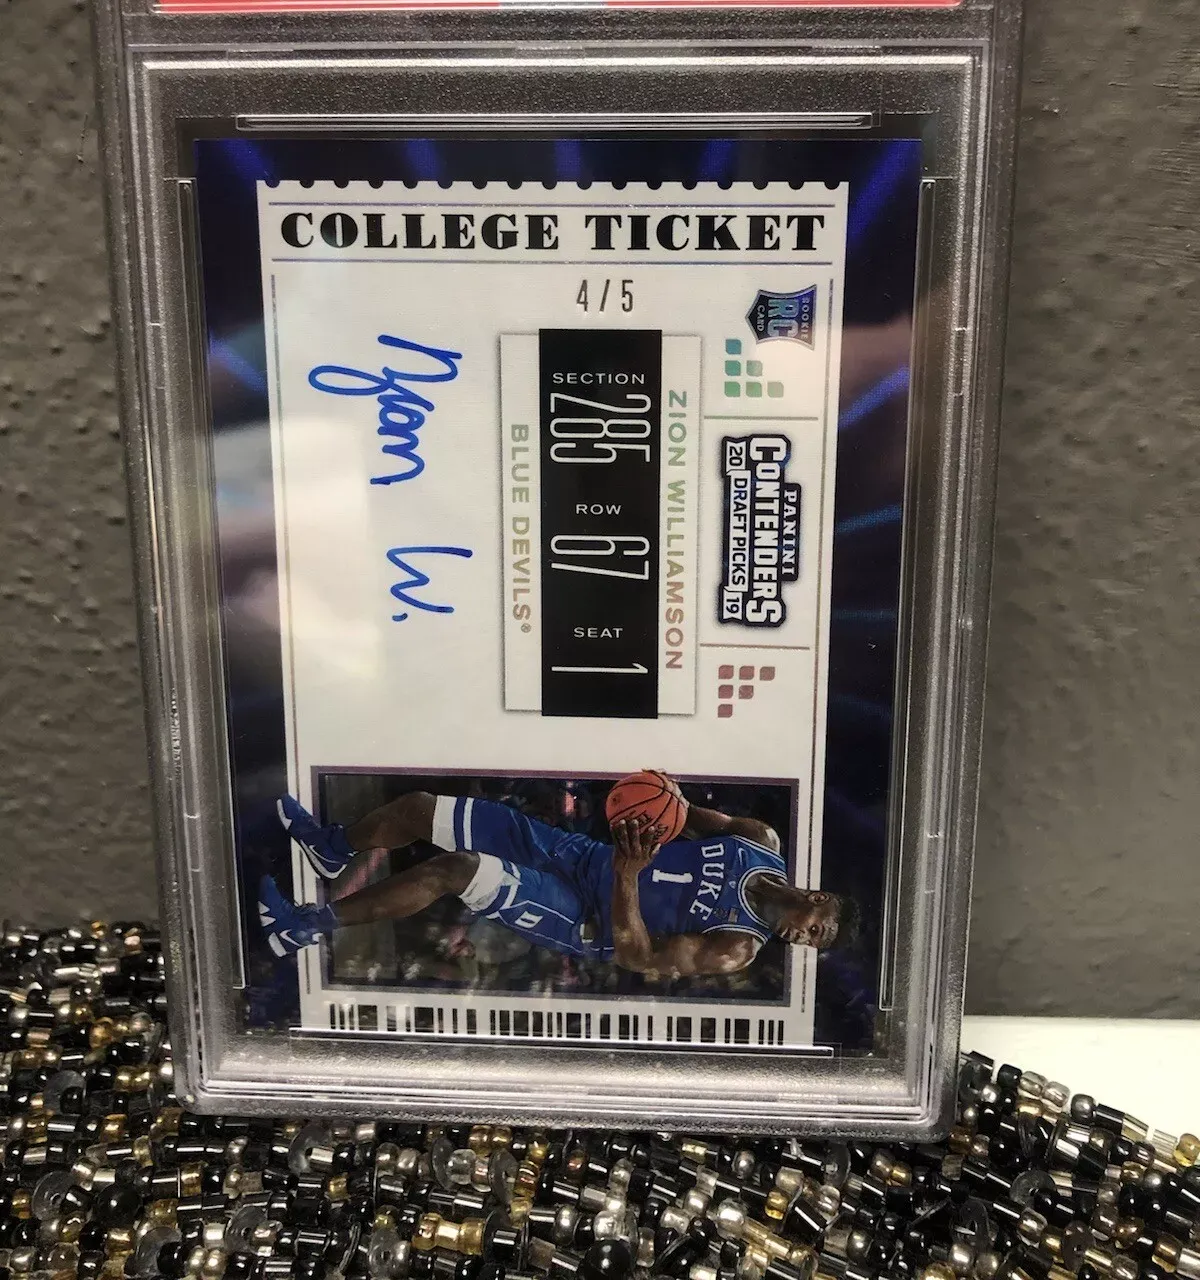 COLLEGE TICKET
4/5
ROOKIE
RC
CARD
PANINI
CONTENDERS
20 DRAFT PICKS 19
ZION WILLIAMSON
SECTION
285
ROW
67
SEAT
1
BLUE DEVILS®
W.
DUKE
1